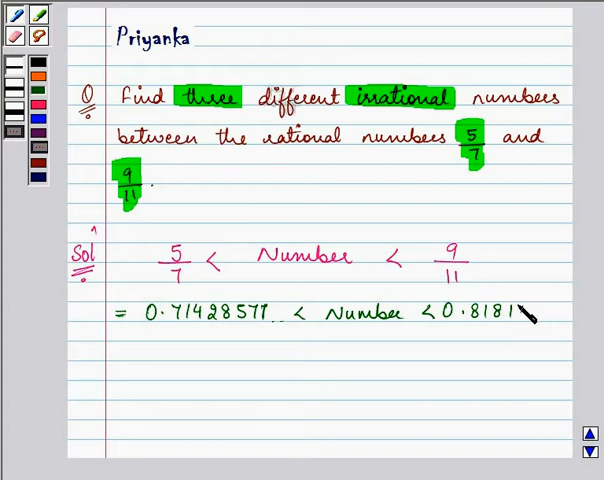 Priyanka
Q Find three different irrational numbers
between the rational numbers 5/7 and
9/11.
Sol 5/7 < Number < 9/11
= 0.71428571.. < Number < 0.8181